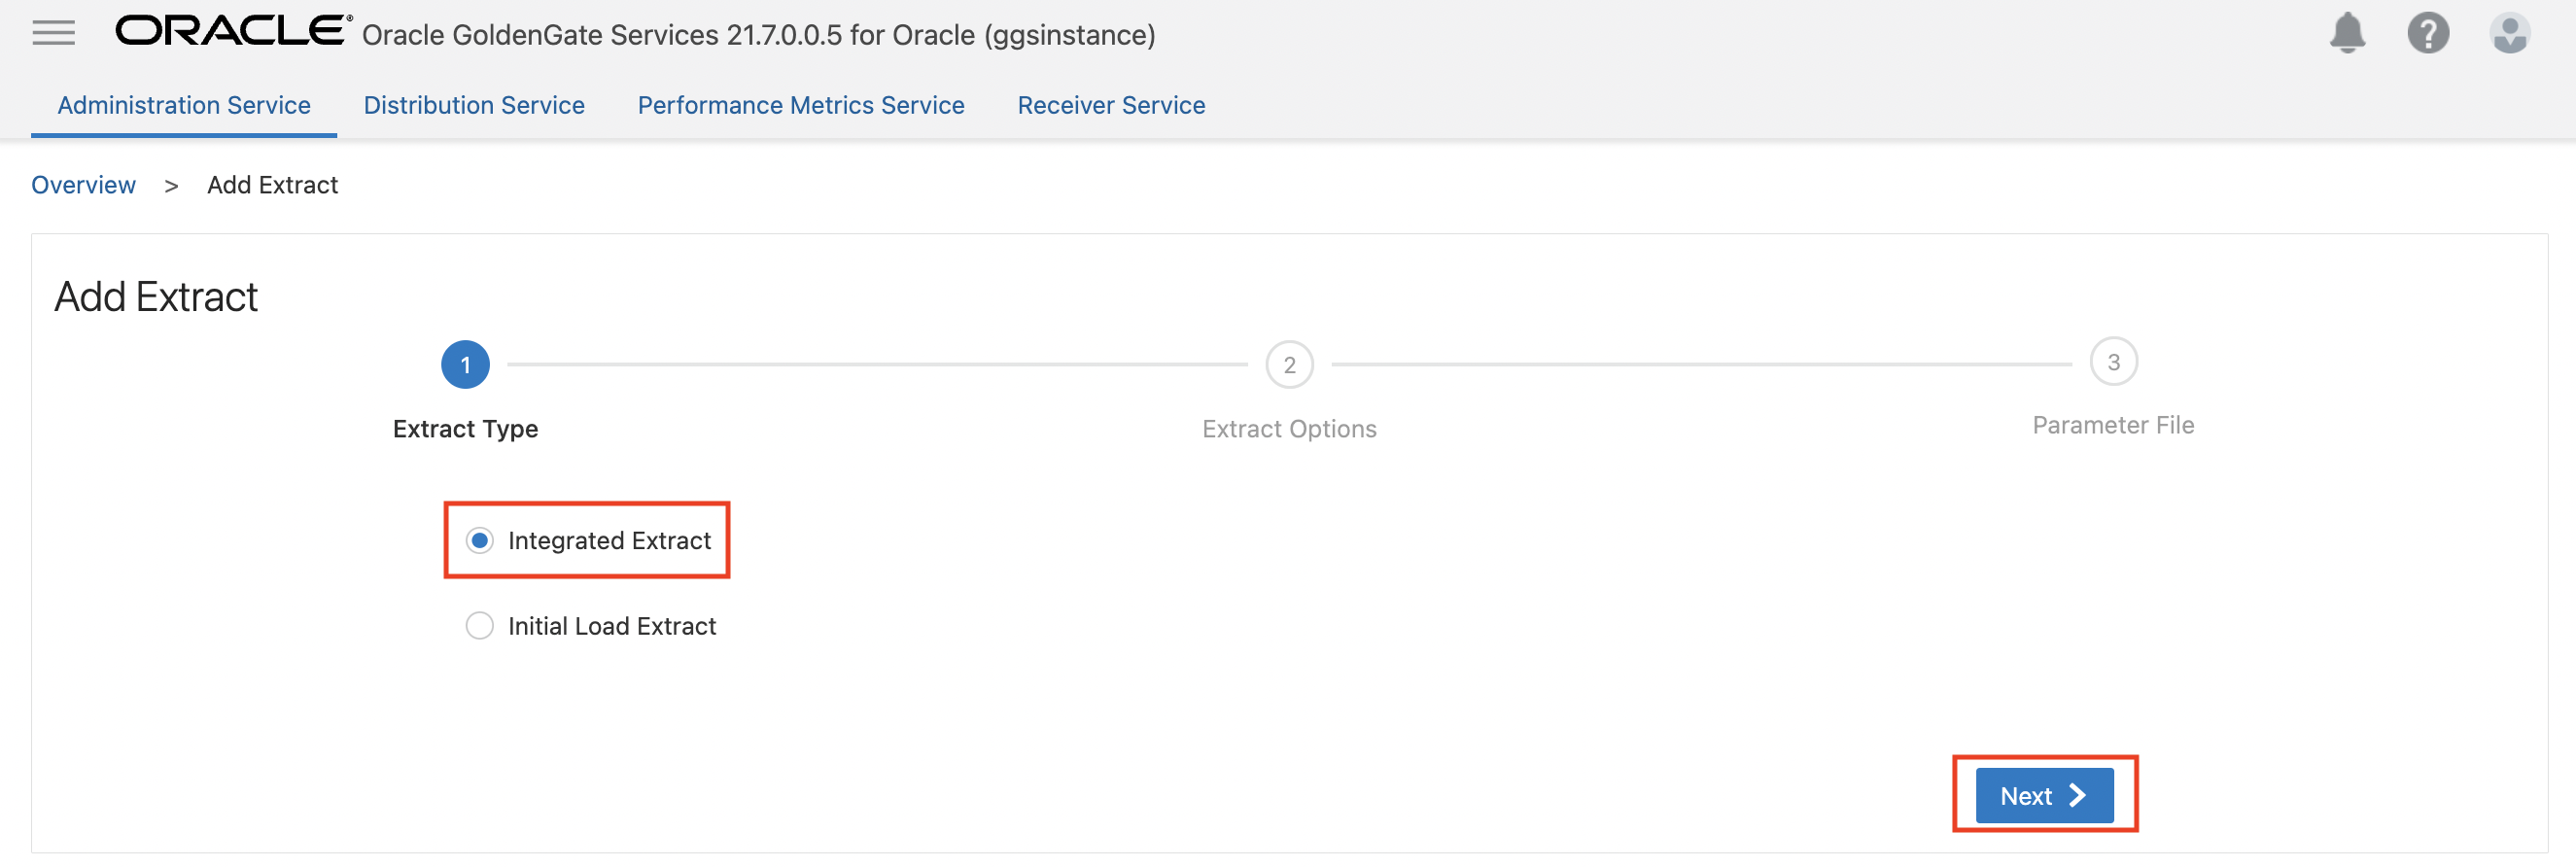 ORACLE® Oracle GoldenGate Services 21.7.0.0.5 for Oracle (ggsinstance)
Administration Service Distribution Service Performance Metrics Service Receiver Service
Overview > Add Extract
Add Extract
1 2 3
Extract Type Extract Options Parameter File
Integrated Extract
Initial Load Extract
Next